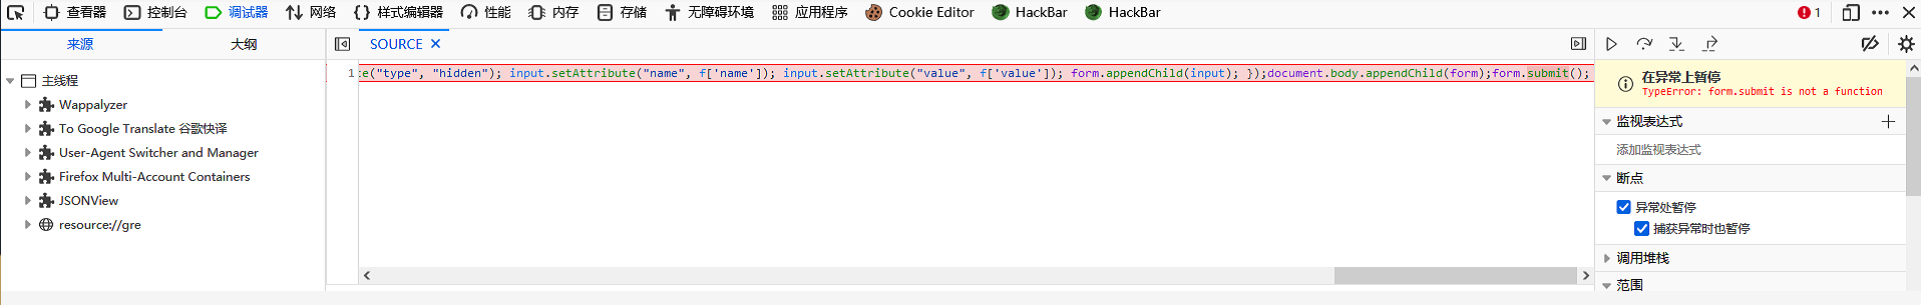 查看器 控制台 调试器 网络 样式编辑器 性能 内存 存储 无障碍环境 应用程序 Cookie Editor HackBar HackBar 1
来源 大纲
SOURCE
主线程
Wappalyzer
To Google Translate 谷歌快译
User-Agent Switcher and Manager
Firefox Multi-Account Containers
JSONView
resource://gre
1 te("type", "hidden"); input.setAttribute("name", f['name']); input.setAttribute("value", f['value']); form.appendChild(input); });document.body.appendChild(form);form.submit();
在异常上暂停
TypeError: form.submit is not a function
监视表达式
添加监视表达式
断点
异常处暂停
捕获异常时也暂停
调用堆栈
范围